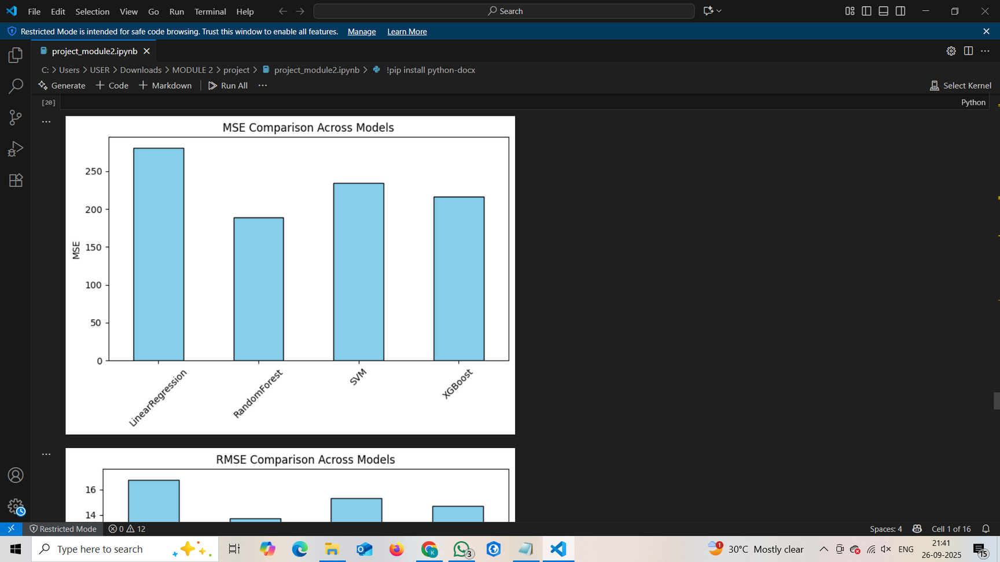 File Edit Selection View Go Run Terminal Help
Search
Restricted Mode is intended for safe code browsing. Trust this window to enable all features. Manage Learn More
project_module2.ipynb
C: > Users > USER > Downloads > MODULE 2 > project > project_module2.ipynb > !pip install python-docx
Generate + Code + Markdown Run All ... Select Kernel
[20] Python
MSE Comparison Across Models
MSE
250
200
150
100
50
0
LinearRegression RandomForest SVM XGBoost
RMSE Comparison Across Models
16
14
Restricted Mode 0 12 Spaces: 4 Cell 1 of 16
Type here to search 3 30°C Mostly clear ENG 21:41
26-09-2025 15